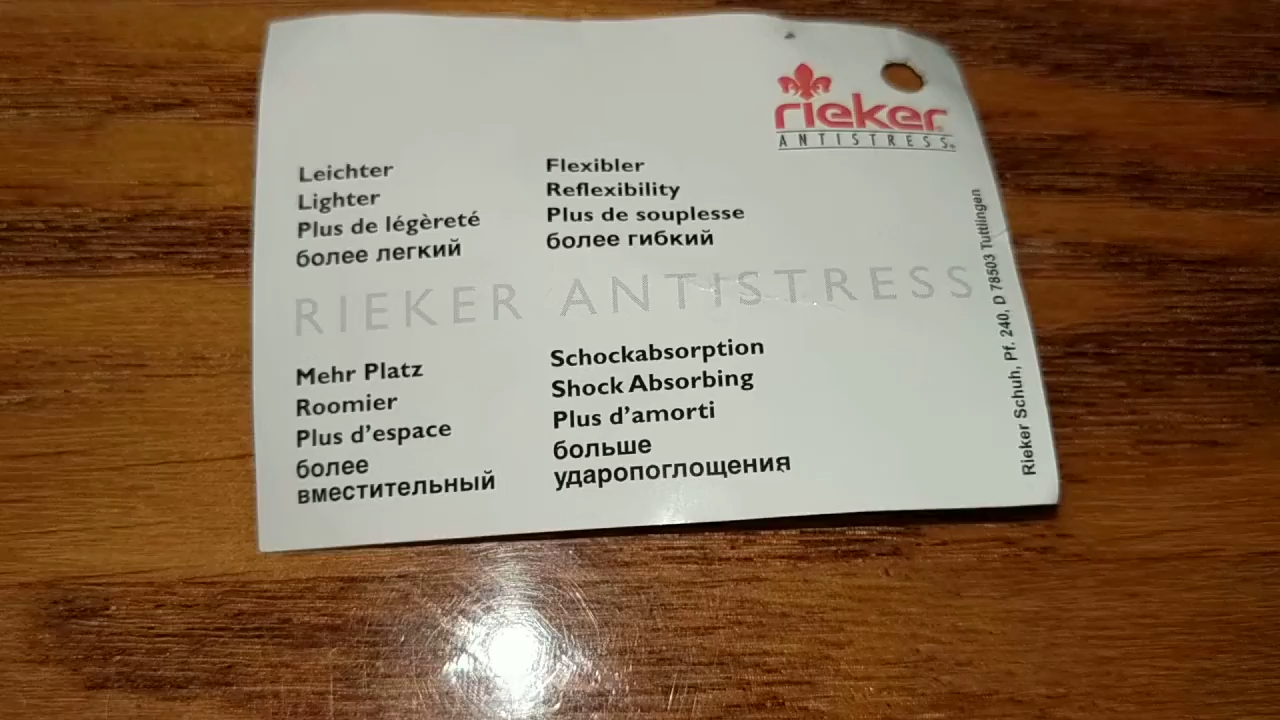 rieker
ANTISTRESS
Leichter
Lighter
Plus de légèreté
более легкий
Flexibler
Reflexibility
Plus de souplesse
более гибкий
RIEKER ANTISTRESS
Mehr Platz
Roomier
Plus d'espace
более
вместительный
Schockabsorption
Shock Absorbing
Plus d'amorti
больше
ударопоглощения
Rieker Schuh, Pf. 240, D 78503 Tuttlingen